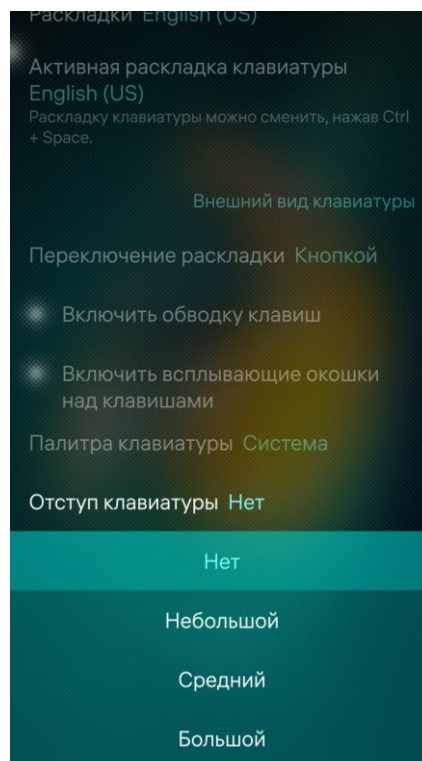 Раскладки English (US)
Активная раскладка клавиатуры
English (US)
Раскладку клавиатуры можно сменить, нажав Ctrl
+ Space.
Внешний вид клавиатуры
Переключение раскладки Кнопкой
Включить обводку клавиш
Включить всплывающие окошки
над клавишами
Палитра клавиатуры Система
Отступ клавиатуры Нет
Нет
Небольшой
Средний
Большой